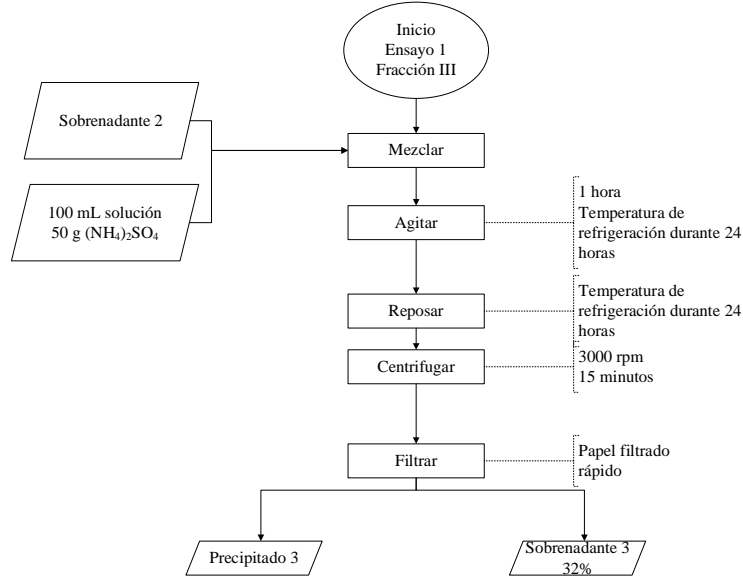 Inicio
Ensayo 1
Fracción III
Sobrenadante 2
Mezclar
100 mL solución
50 g (NH₄)₂SO₄
Agitar
1 hora
Temperatura de
refrigeración durante 24
horas
Reposar
Temperatura de
refrigeración durante 24
horas
Centrifugar
3000 rpm
15 minutos
Filtrar
Papel filtrado
rápido
Precipitado 3
Sobrenadante 3
32%